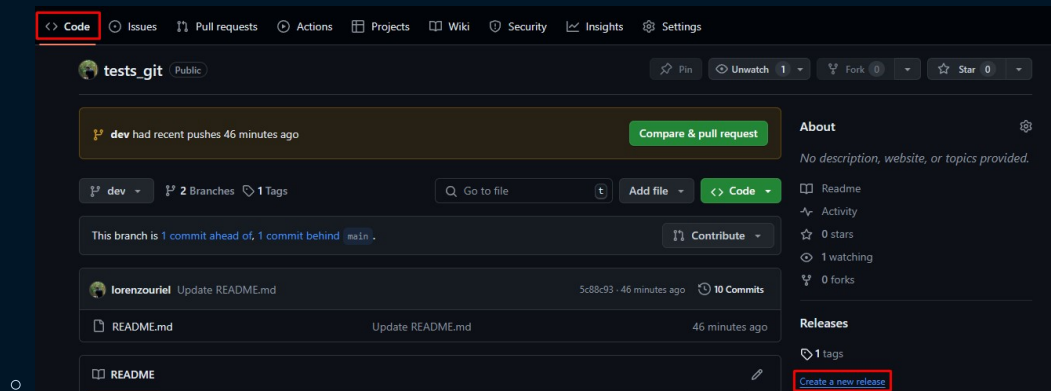 <> Code Issues Pull requests Actions Projects Wiki Security Insights Settings
tests_git Public Pin Unwatch 1 Fork 0 Star 0
dev had recent pushes 46 minutes ago Compare & pull request
About
No description, website, or topics provided.
dev 2 Branches 1 Tags Go to file t Add file <> Code
Readme
Activity
This branch is 1 commit ahead of, 1 commit behind main . Contribute
0 stars
1 watching
0 forks
lorenzouriel Update README.md 5c88c93 · 46 minutes ago 10 Commits
README.md Update README.md 46 minutes ago
Releases
1 tags
README
Create a new release